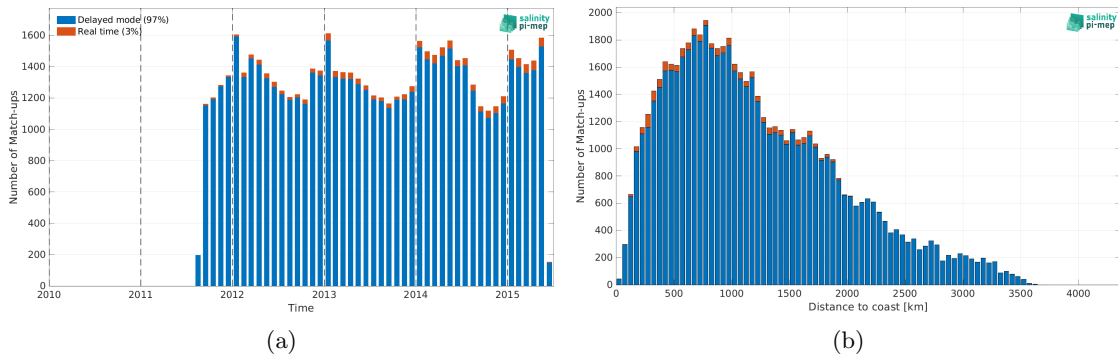 Delayed mode (97%)
Real time (3%)
salinity
pi-mep
Number of Match-ups
1600
1400
1200
1000
800
600
400
200
0
2010
2011
2012
2013
2014
2015
Time
(a)
salinity
pi-mep
Number of Match-ups
2000
1800
1600
1400
1200
1000
800
600
400
200
0
0
500
1000
1500
2000
2500
3000
3500
4000
Distance to coast [km]
(b)